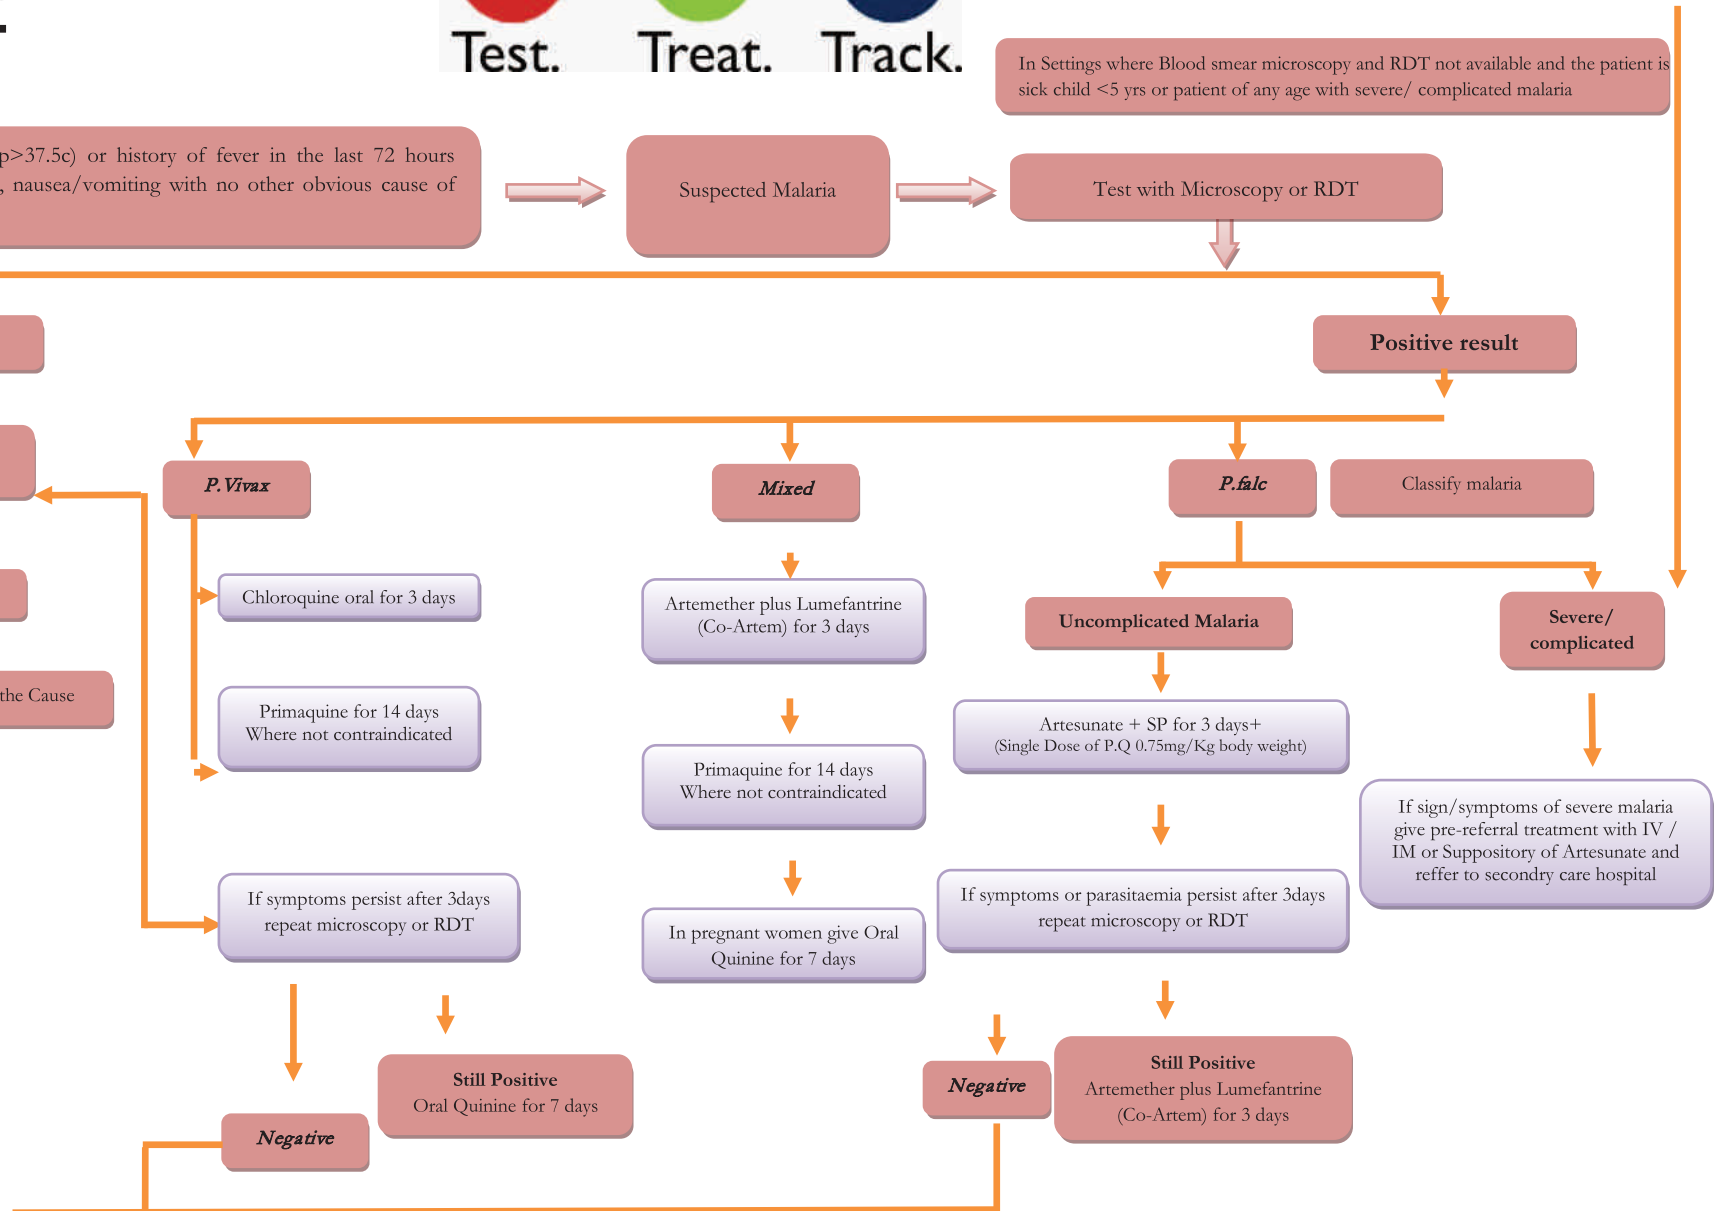 Test. Treat. Track.
In Settings where Blood smear microscopy and RDT not available and the patient is
sick child <5 yrs or patient of any age with severe/ complicated malaria
p>37.5c) or history of fever in the last 72 hours
, nausea/vomiting with no other obvious cause of
Suspected Malaria
Test with Microscopy or RDT
Positive result
P.Vivax
Mixed
P.falc
Classify malaria
Chloroquine oral for 3 days
Primaquine for 14 days
Where not contraindicated
If symptoms persist after 3days
repeat microscopy or RDT
Still Positive
Oral Quinine for 7 days
Negative
the Cause
Artemether plus Lumefantrine
(Co-Artem) for 3 days
Primaquine for 14 days
Where not contraindicated
In pregnant women give Oral
Quinine for 7 days
Uncomplicated Malaria
Artesunate + SP for 3 days+
(Single Dose of P.Q 0.75mg/Kg body weight)
If symptoms or parasitaemia persist after 3days
repeat microscopy or RDT
Negative
Still Positive
Artemether plus Lumefantrine
(Co-Artem) for 3 days
Severe/
complicated
If sign/symptoms of severe malaria
give pre-referral treatment with IV /
IM or Suppository of Artesunate and
reffer to secondry care hospital